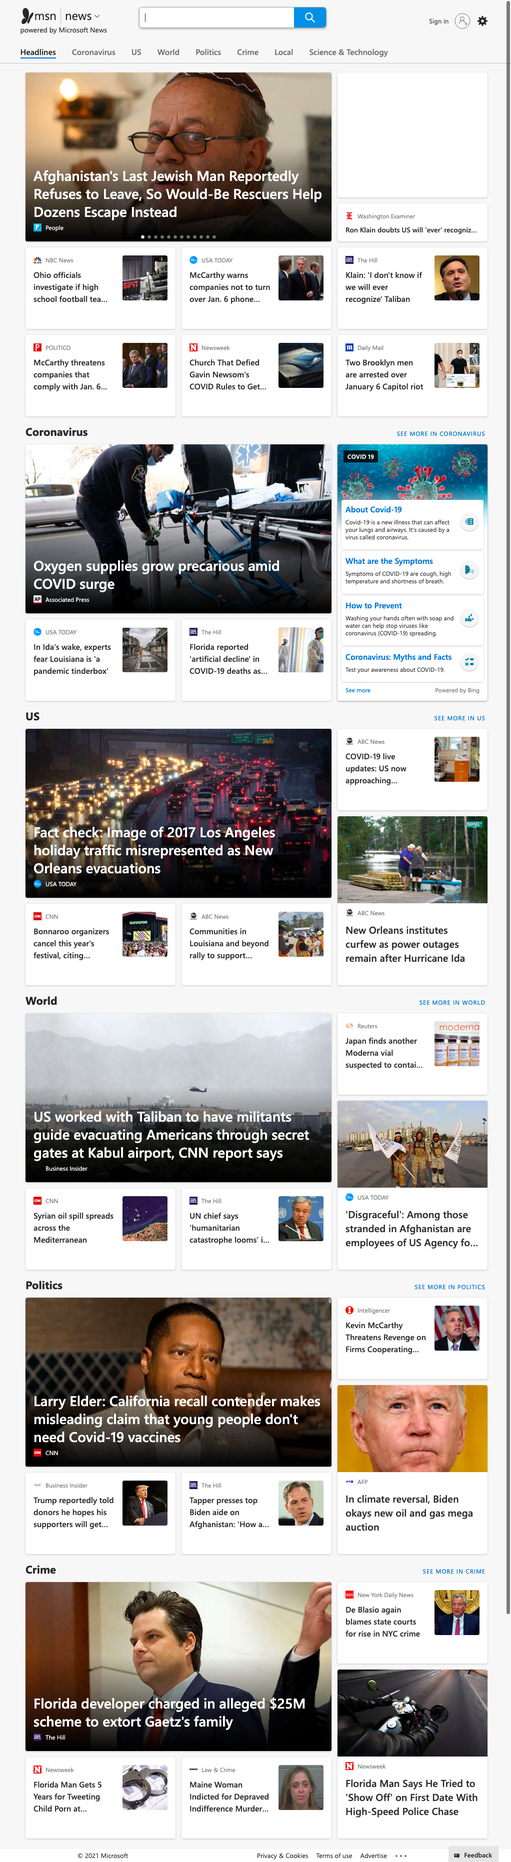 msn news
powered by Microsoft News
Sign in
Headlines Coronavirus US World Politics Crime Local Science & Technology
Afghanistan's Last Jewish Man Reportedly
Refuses to Leave, So Would-Be Rescuers Help
Dozens Escape Instead
People
Washington Examiner
Ron Klain doubts US will 'ever' recogniz...
NBC News
Ohio officials
investigate if high
school football tea...
USA TODAY
McCarthy warns
companies not to turn
over Jan. 6 phone...
The Hill
Klain: 'I don't know if
we will ever
recognize' Taliban
POLITICO
McCarthy threatens
companies that
comply with Jan. 6...
Newsweek
Church That Defied
Gavin Newsom's
COVID Rules to Get...
Daily Mail
Two Brooklyn men
are arrested over
January 6 Capitol riot
Coronavirus
SEE MORE IN CORONAVIRUS
Oxygen supplies grow precarious amid
COVID surge
AP Associated Press
COVID 19
About Covid-19
Covid-19 is a new illness that can affect
your lungs and airways. It's caused by a
virus called coronavirus.
What are the Symptoms
Symptoms of COVID-19 are cough, high
temperature and shortness of breath.
How to Prevent
Washing your hands often with soap and
water can help stop viruses like
coronavirus (COVID-19) spreading.
Coronavirus: Myths and Facts
Test your awareness about COVID-19.
See more
Powered by Bing
USA TODAY
In Ida's wake, experts
fear Louisiana is 'a
pandemic tinderbox'
The Hill
Florida reported
'artificial decline' in
COVID-19 deaths as...
US
SEE MORE IN US
Fact check: Image of 2017 Los Angeles
holiday traffic misrepresented as New
Orleans evacuations
USA TODAY
ABC News
COVID-19 live
updates: US now
approaching...
CNN
Bonnaroo organizers
cancel this year's
festival, citing...
ABC News
Communities in
Louisiana and beyond
rally to support...
ABC News
New Orleans institutes
curfew as power outages
remain after Hurricane Ida
World
SEE MORE IN WORLD
US worked with Taliban to have militants
guide evacuating Americans through secret
gates at Kabul airport, CNN report says
Business Insider
Reuters
Japan finds another
Moderna vial
suspected to contai...
moderna
CNN
Syrian oil spill spreads
across the
Mediterranean
The Hill
UN chief says
'humanitarian
catastrophe looms' i...
USA TODAY
'Disgraceful': Among those
stranded in Afghanistan are
employees of US Agency fo...
Politics
SEE MORE IN POLITICS
Larry Elder: California recall contender makes
misleading claim that young people don't
need Covid-19 vaccines
CNN
Intelligencer
Kevin McCarthy
Threatens Revenge on
Firms Cooperating...
Business Insider
Trump reportedly told
donors he hopes his
supporters will get...
The Hill
Tapper presses top
Biden aide on
Afghanistan: 'How a...
AFP
In climate reversal, Biden
okays new oil and gas mega
auction
Crime
SEE MORE IN CRIME
Florida developer charged in alleged $25M
scheme to extort Gaetz's family
The Hill
New York Daily News
De Blasio again
blames state courts
for rise in NYC crime
Newsweek
Florida Man Gets 5
Years for Tweeting
Child Porn at...
Law & Crime
Maine Woman
Indicted for Depraved
Indifference Murder...
Newsweek
Florida Man Says He Tried to
'Show Off' on First Date With
High-Speed Police Chase
© 2021 Microsoft
Privacy & Cookies Terms of use Advertise ...
Feedback